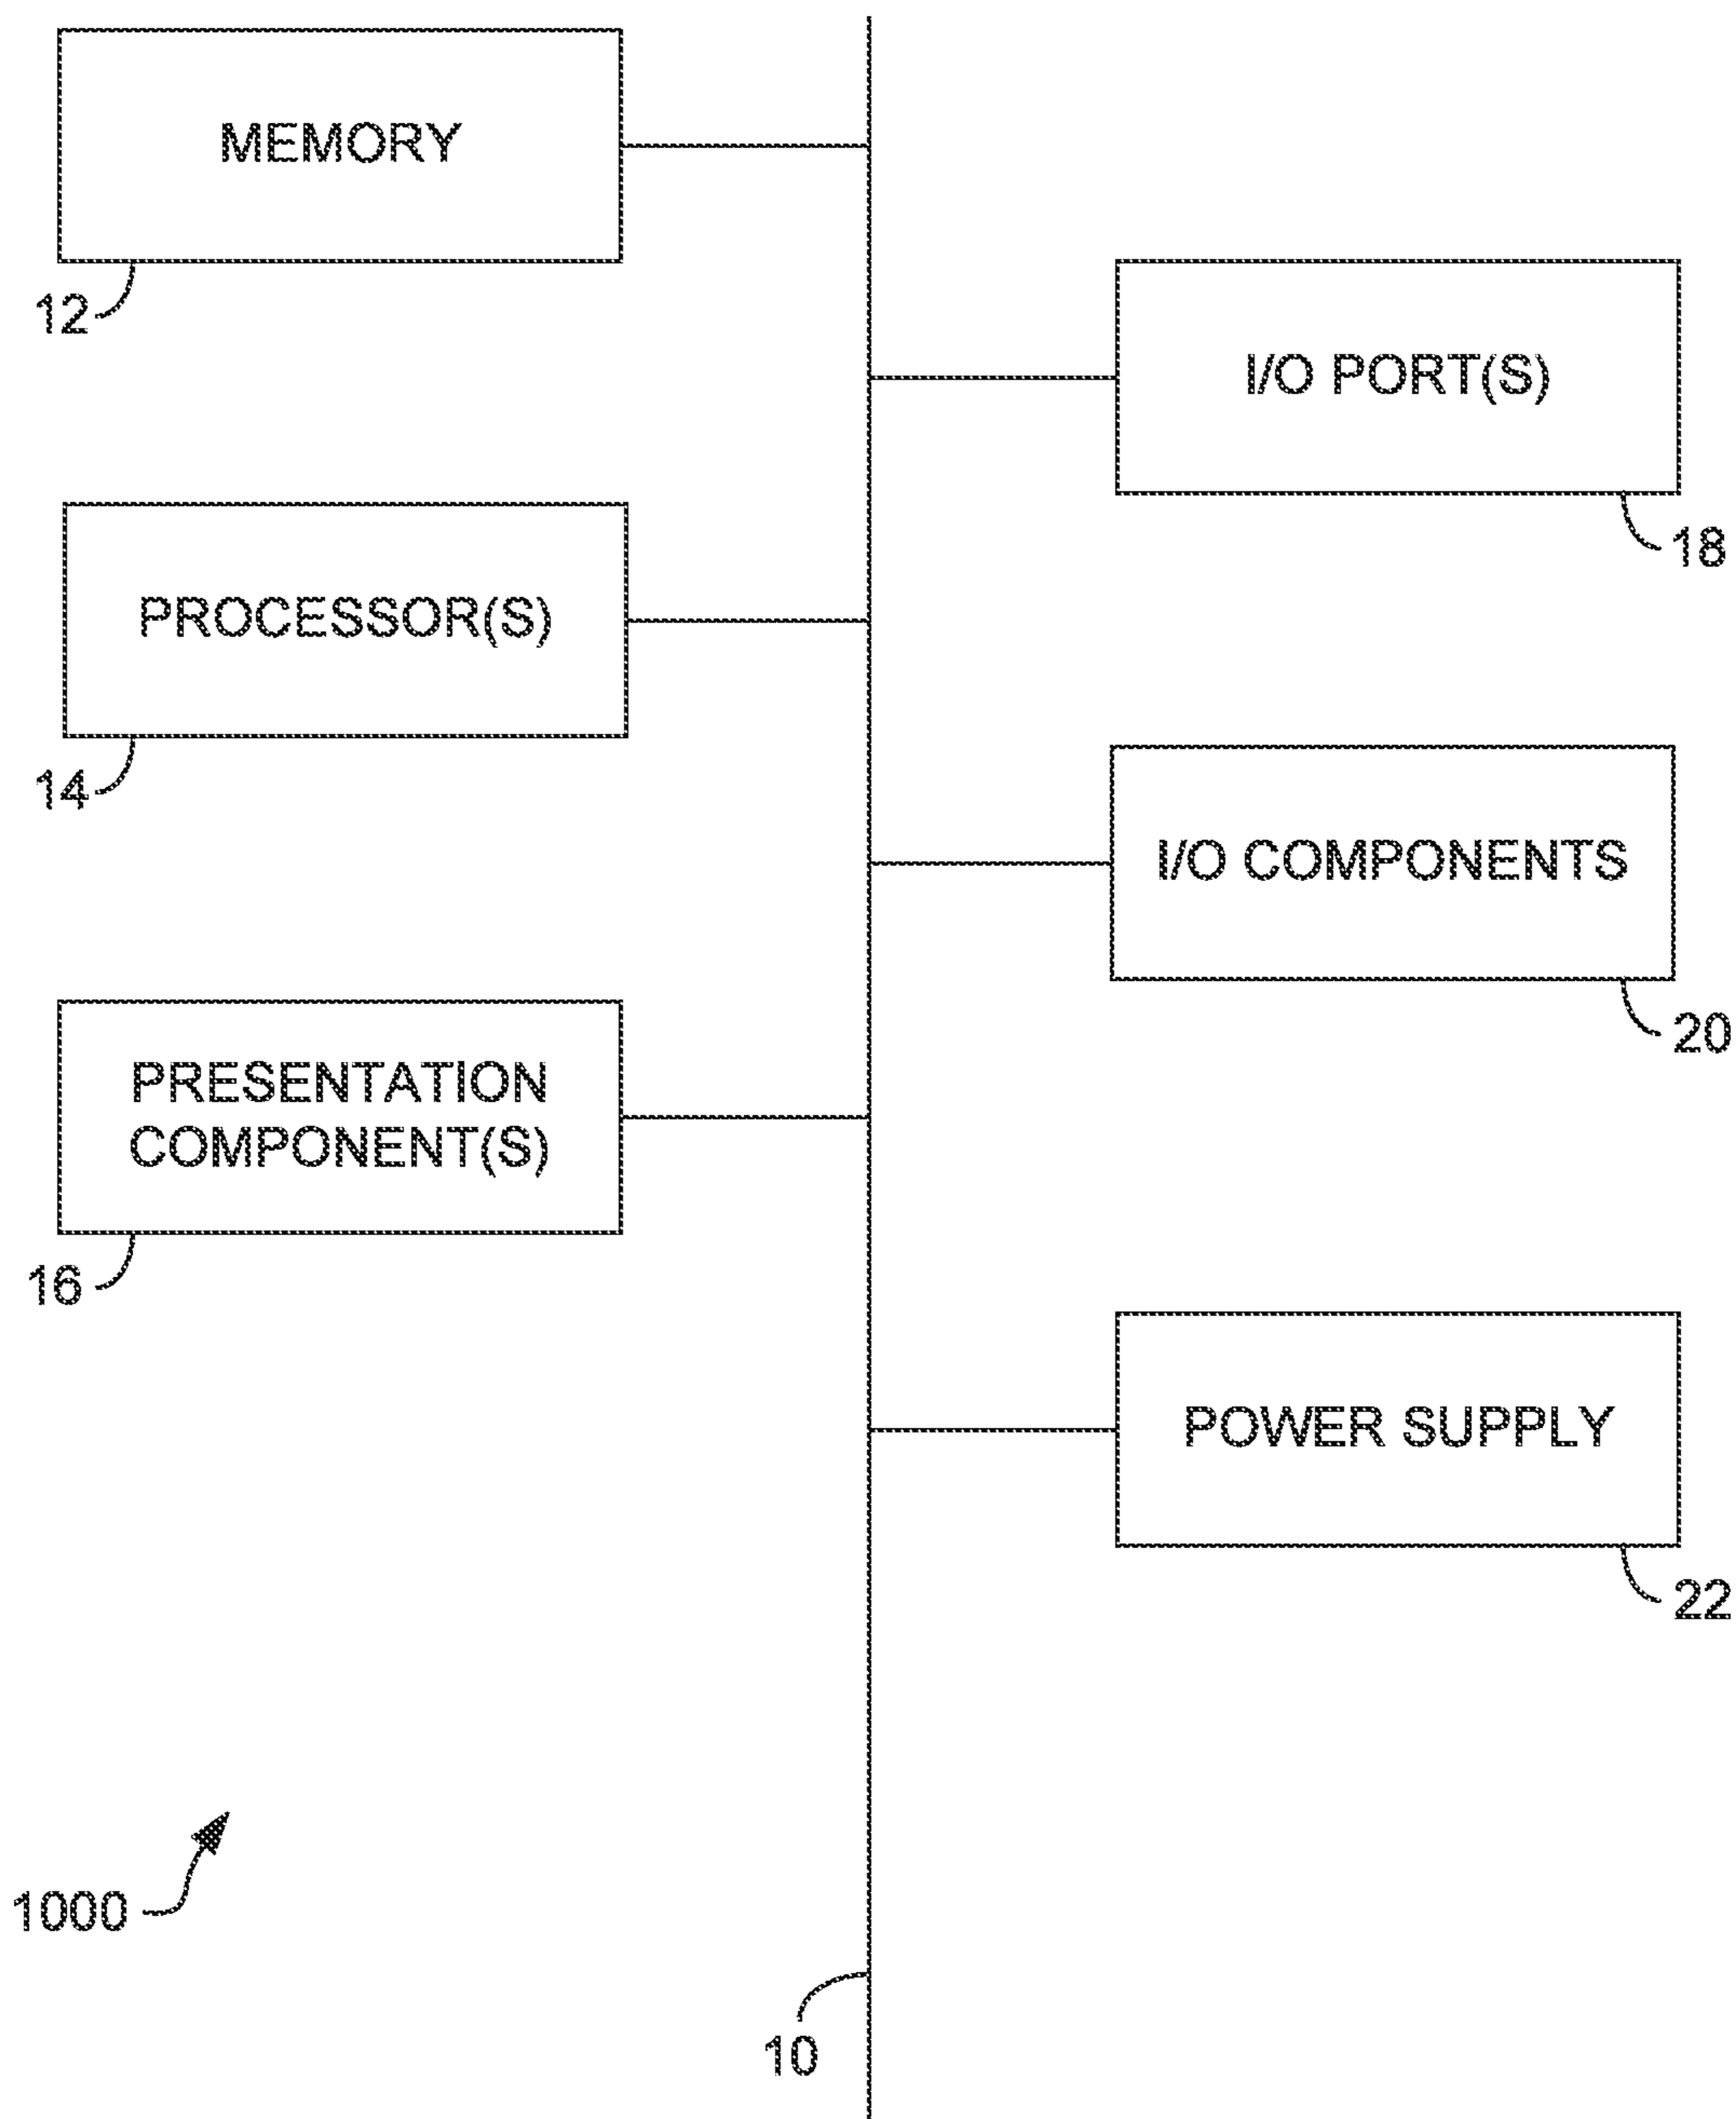 MEMORY
12
I/O PORT(S)
18
PROCESSOR(S)
14
I/O COMPONENTS
20
PRESENTATION
COMPONENT(S)
16
POWER SUPPLY
22
1000
10